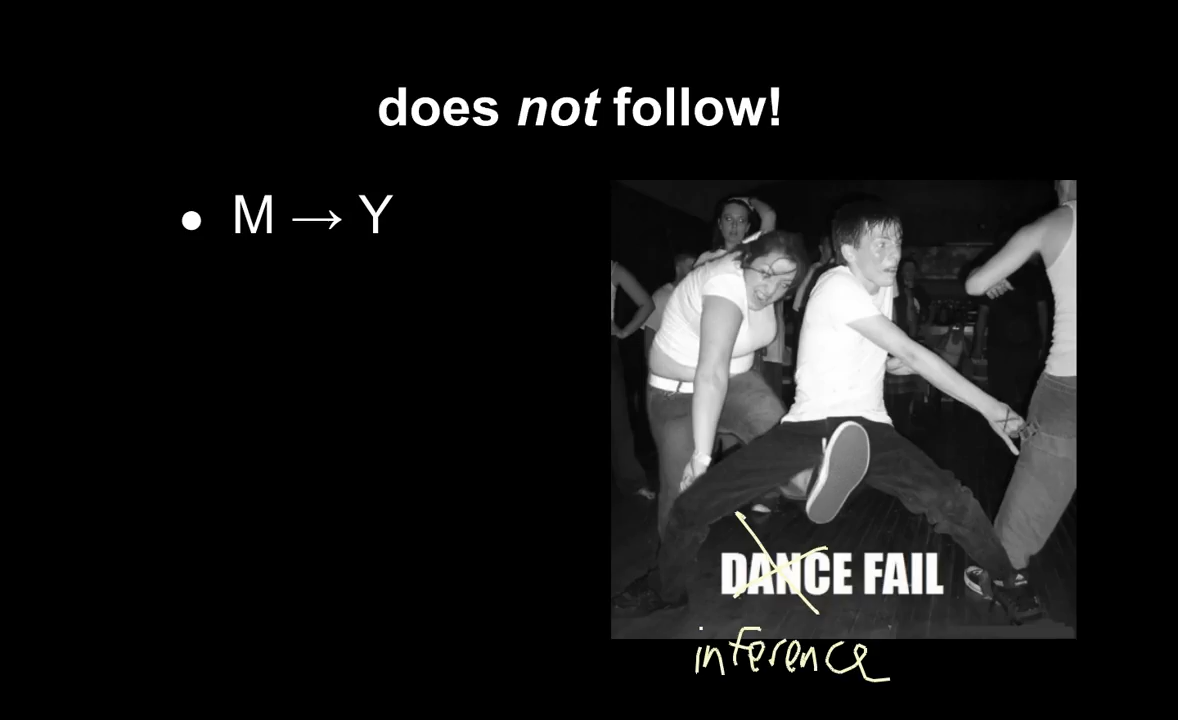 does not follow!
• M → Y
DANCE FAIL
inference